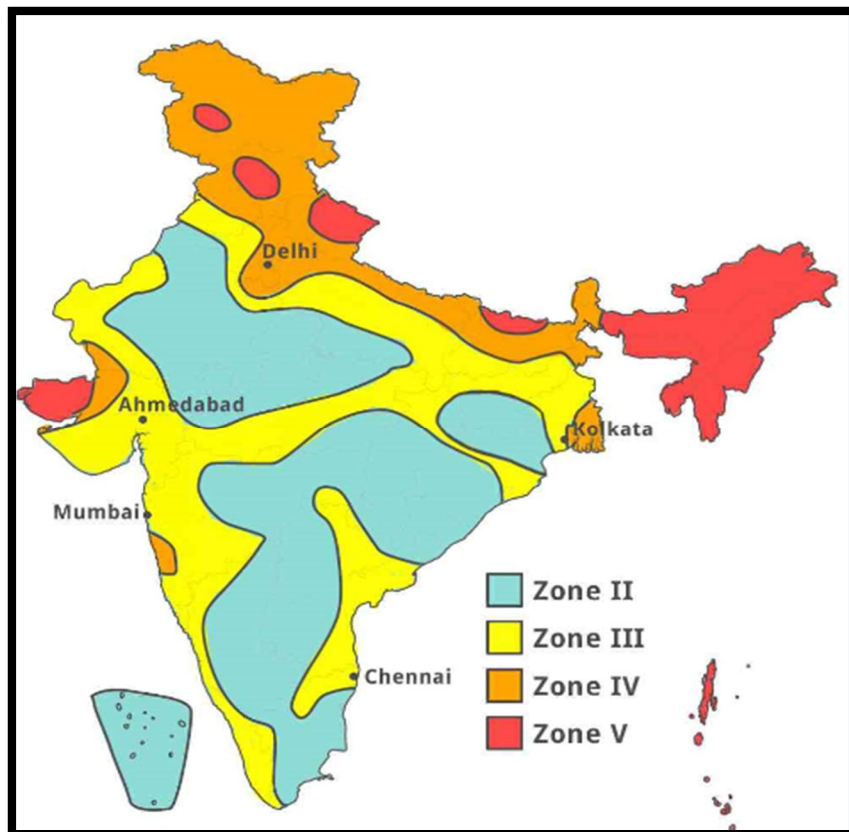 Delhi
Ahmedabad
Kolkata
Mumbai
Zone II
Zone III
Chennai
Zone IV
Zone V